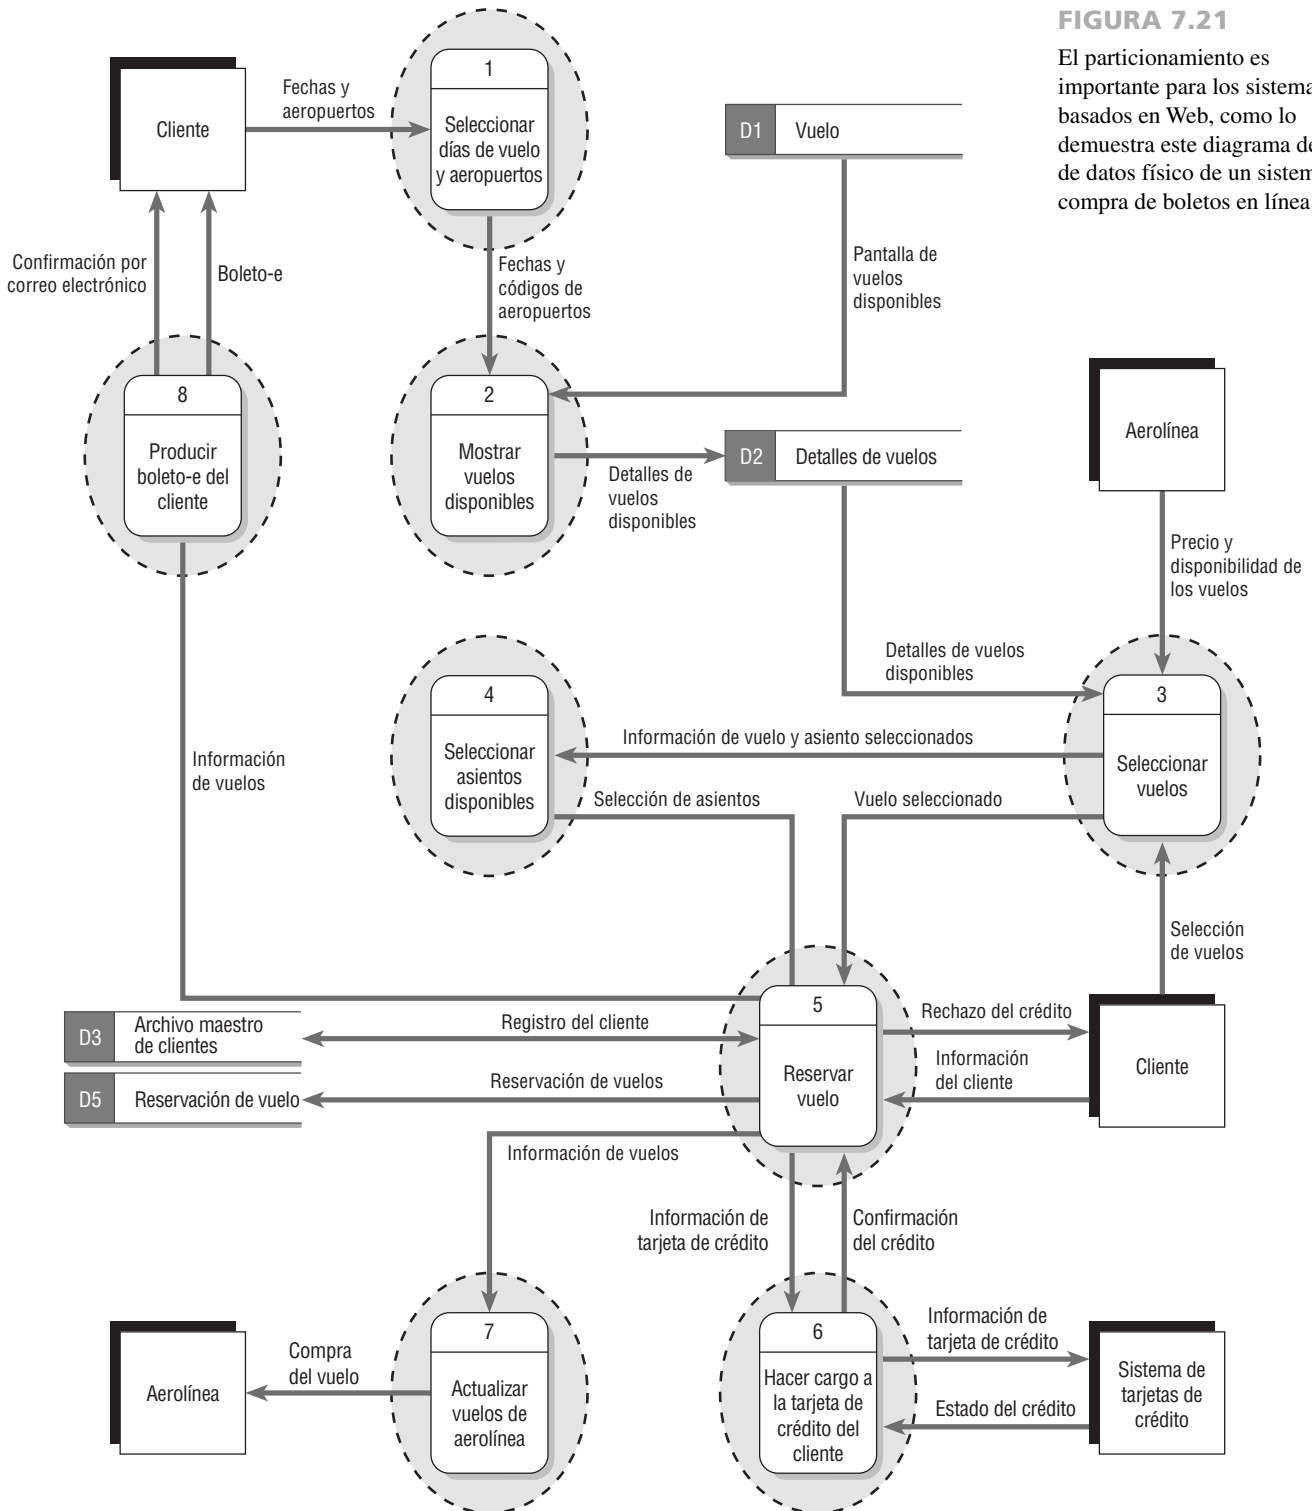 FIGURA 7.21
El particionamiento es
importante para los sistema
basados en Web, como lo
demuestra este diagrama de
de datos físico de un sistem
compra de boletos en línea
Cliente
Fechas y
aeropuertos
1
Seleccionar
días de vuelo
y aeropuertos
D1 Vuelo
Confirmación por
correo electrónico
Boleto-e
Fechas y
códigos de
aeropuertos
Pantalla de
vuelos
disponibles
8
Producir
boleto-e del
cliente
2
Mostrar
vuelos
disponibles
Detalles de
vuelos
disponibles
D2 Detalles de vuelos
Aerolínea
Precio y
disponibilidad de
los vuelos
Detalles de vuelos
disponibles
4
Seleccionar
asientos
disponibles
Información de vuelo y asiento seleccionados
3
Seleccionar
vuelos
Información
de vuelos
Selección de asientos
Vuelo seleccionado
Selección
de vuelos
D3 Archivo maestro
de clientes
Registro del cliente
5
Reservar
vuelo
Rechazo del crédito
Información
del cliente
Cliente
D5 Reservación de vuelo
Reservación de vuelos
Información de vuelos
Información de
tarjeta de crédito
Confirmación
del crédito
Aerolínea
Compra
del vuelo
7
Actualizar
vuelos de
aerolínea
6
Hacer cargo a
la tarjeta de
crédito del
cliente
Información de
tarjeta de crédito
Estado del crédito
Sistema de
tarjetas de
crédito